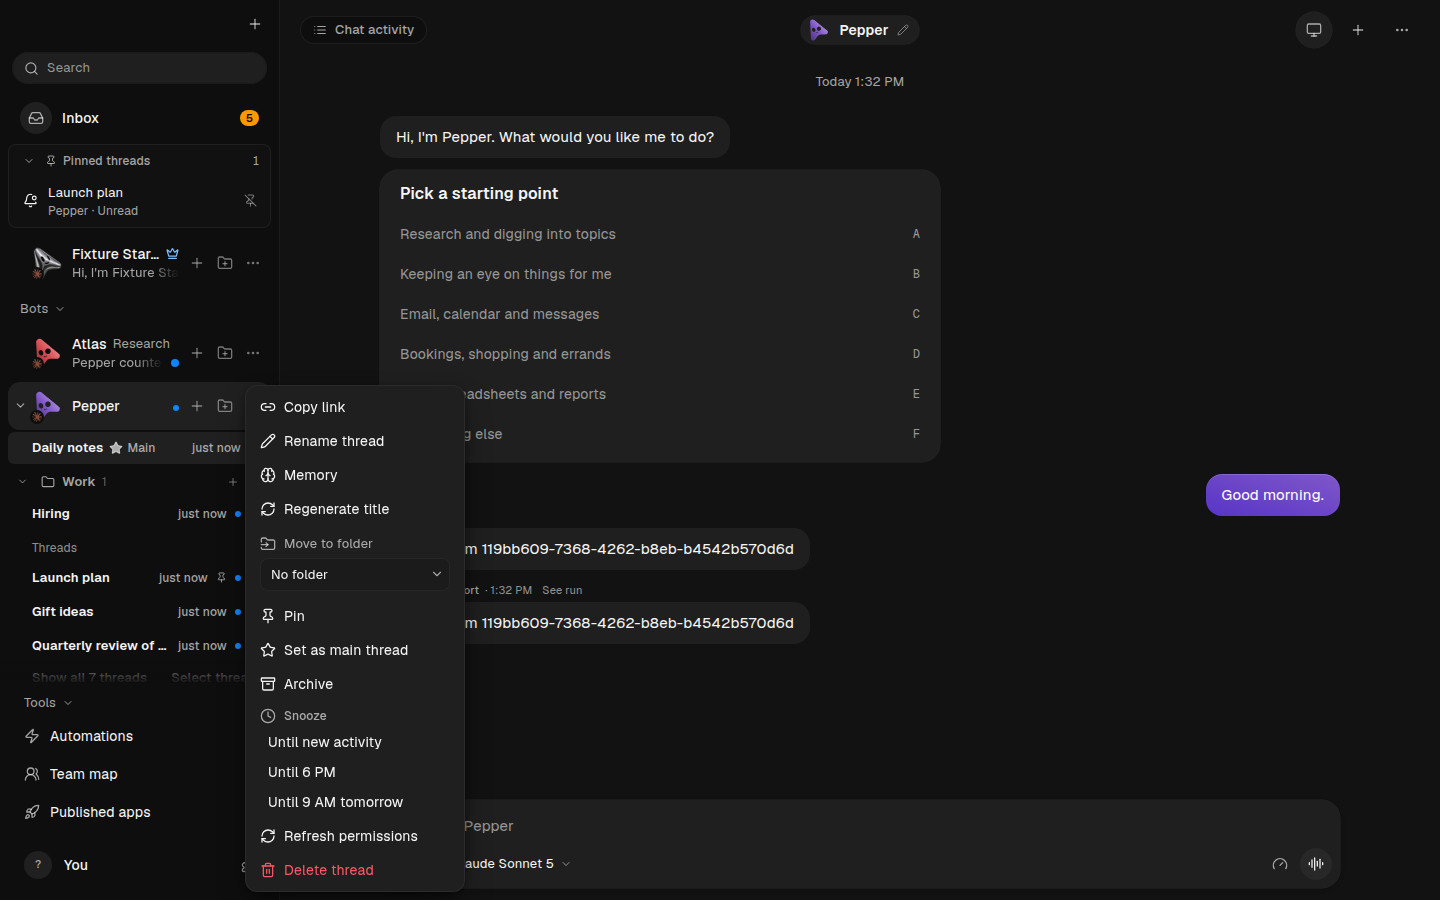 Search
Inbox
5
Pinned threads
1
Launch plan
Pepper · Unread
Fixture Star...
Hi, I'm Fixture Sta
Bots
Atlas Research
Pepper counte
Pepper
Daily notes Main just now
Work 1
Hiring just now
Threads
Launch plan just now
Gift ideas just now
Quarterly review of ... just now
Show all 7 threads Select threa
Tools
Automations
Team map
Published apps
? You
Copy link
Rename thread
Memory
Regenerate title
Move to folder
No folder
Pin
Set as main thread
Archive
Snooze
Until new activity
Until 6 PM
Until 9 AM tomorrow
Refresh permissions
Delete thread
Chat activity
Pepper
Today 1:32 PM
Hi, I'm Pepper. What would you like me to do?
Pick a starting point
Research and digging into topics A
Keeping an eye on things for me B
Email, calendar and messages C
Bookings, shopping and errands D
eadsheets and reports E
g else F
Good morning.
m 119bb609-7368-4262-b8eb-b4542b570d6d
ort · 1:32 PM See run
m 119bb609-7368-4262-b8eb-b4542b570d6d
Pepper
aude Sonnet 5